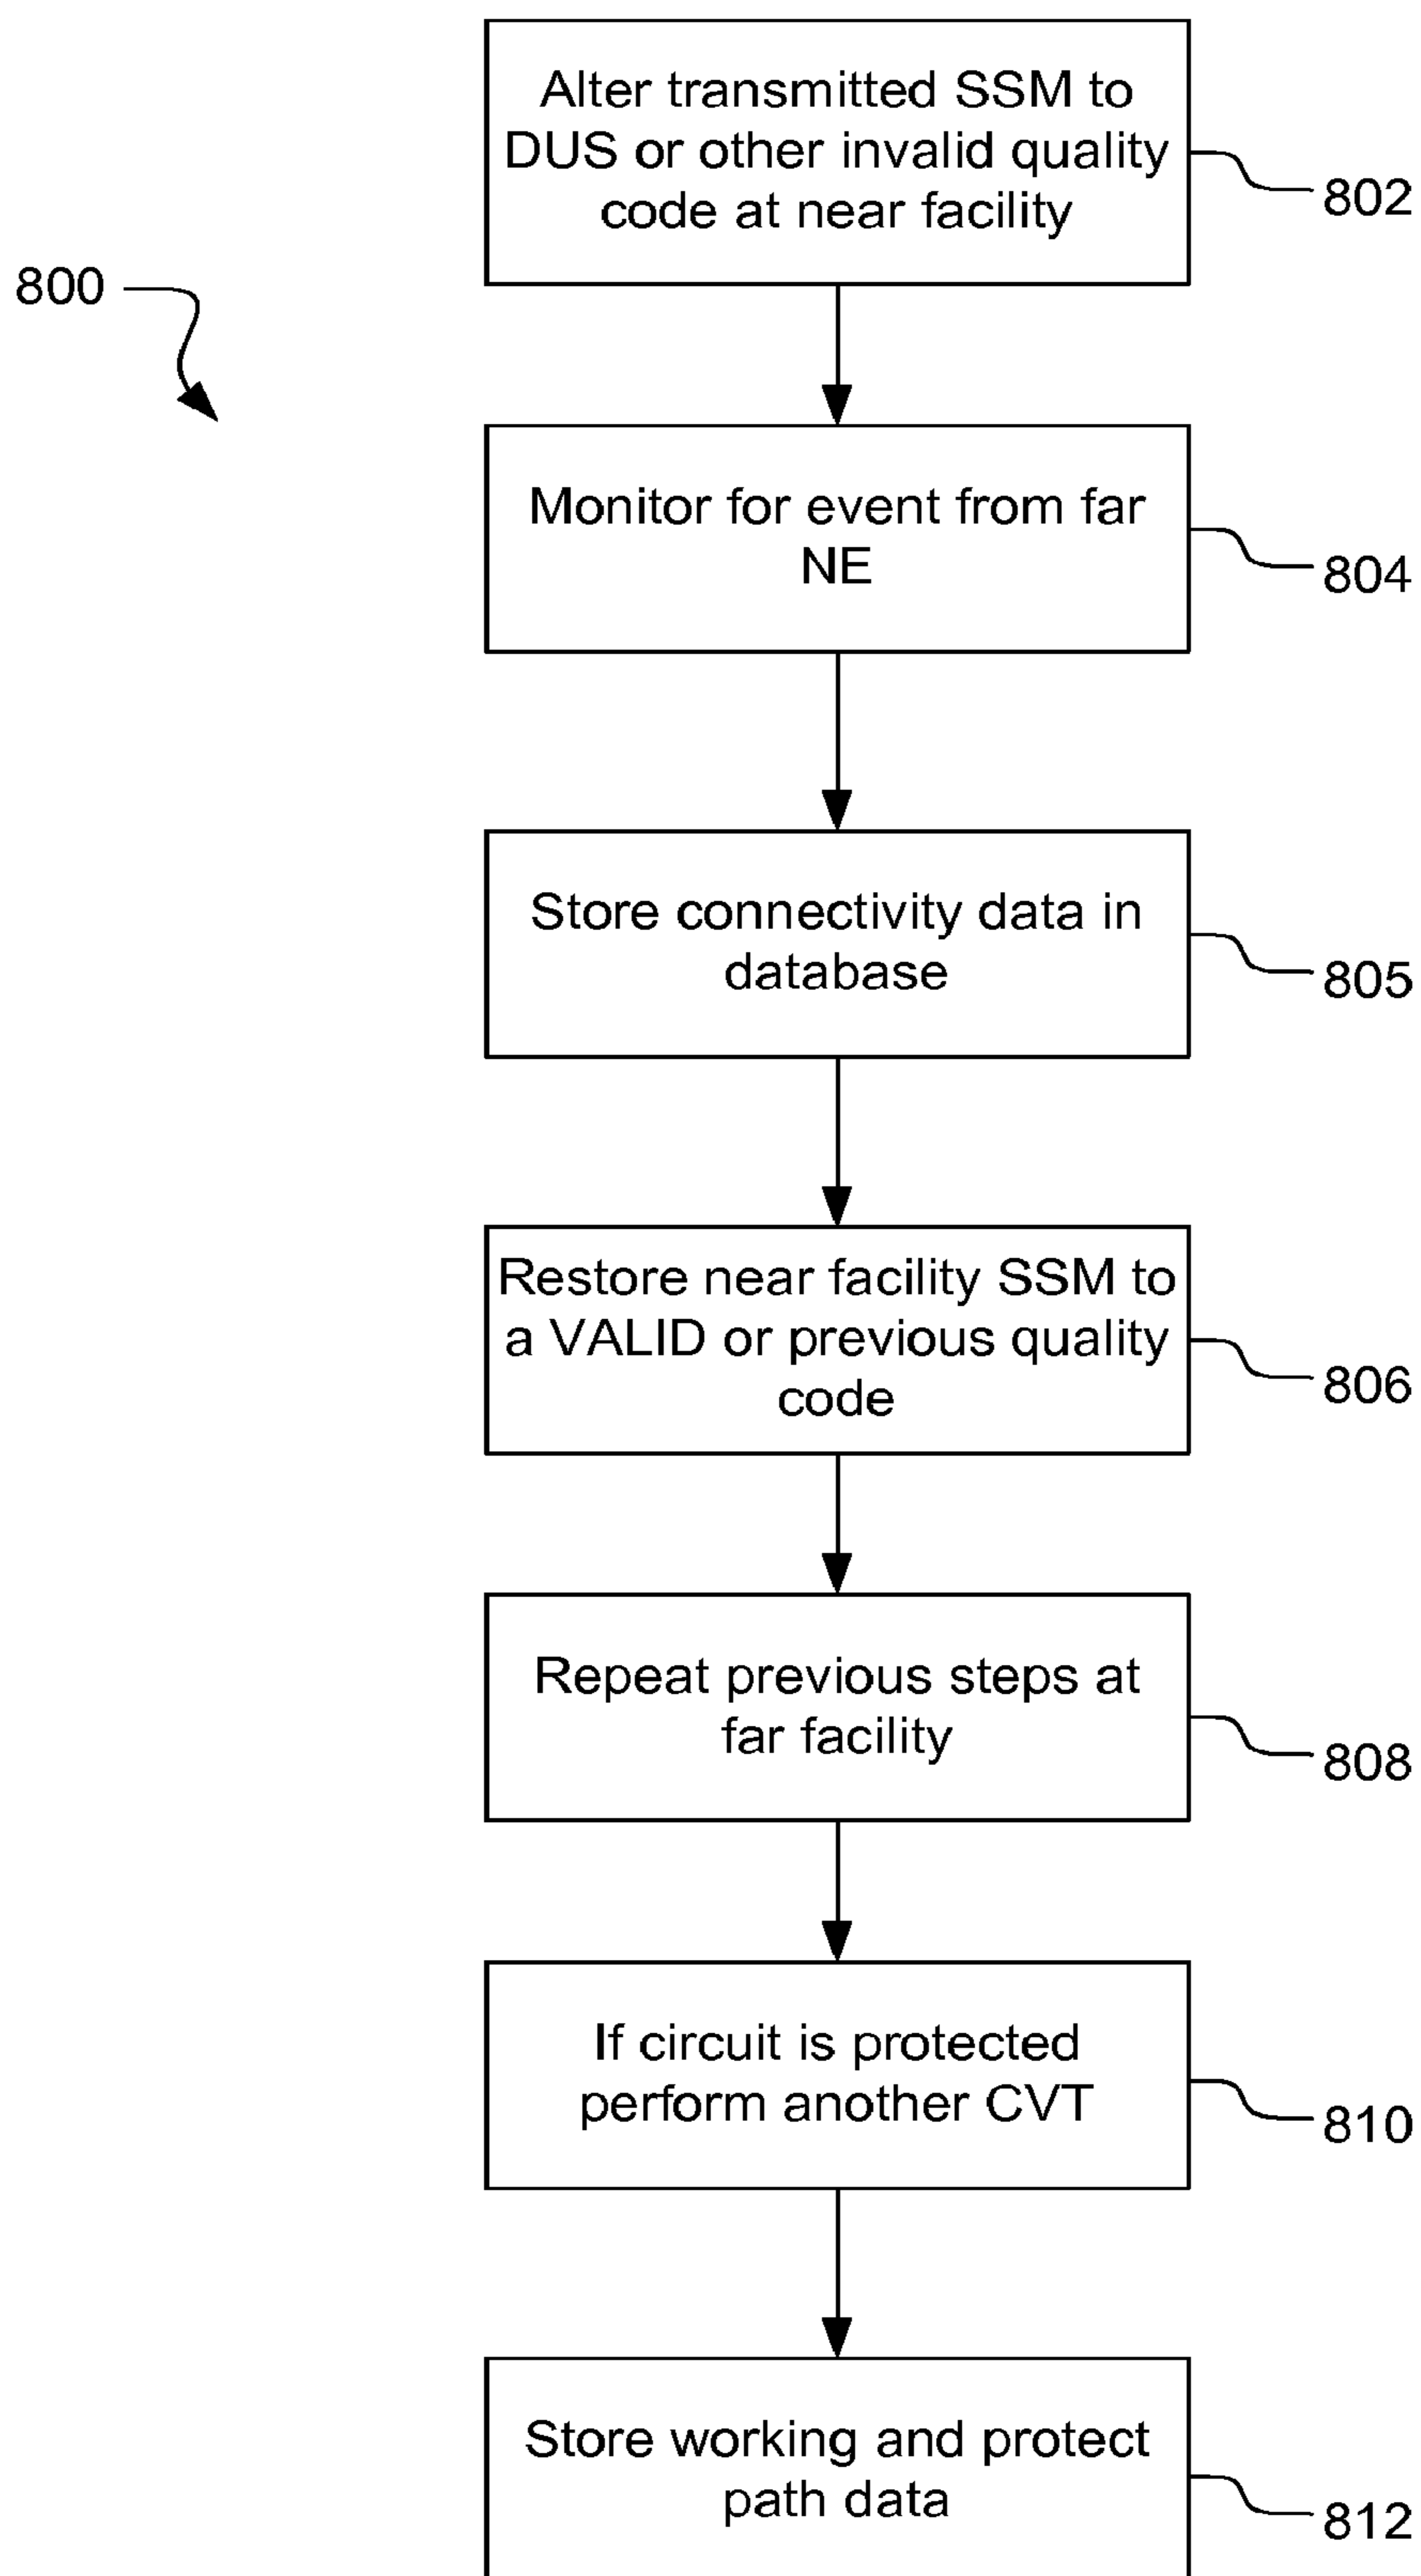 Alter transmitted SSM to
DUS or other invalid quality
code at near facility
802
800
Monitor for event from far
NE
804
Store connectivity data in
database
805
Restore near facility SSM to
a VALID or previous quality
code
806
Repeat previous steps at
far facility
808
If circuit is protected
perform another CVT
810
Store working and protect
path data
812